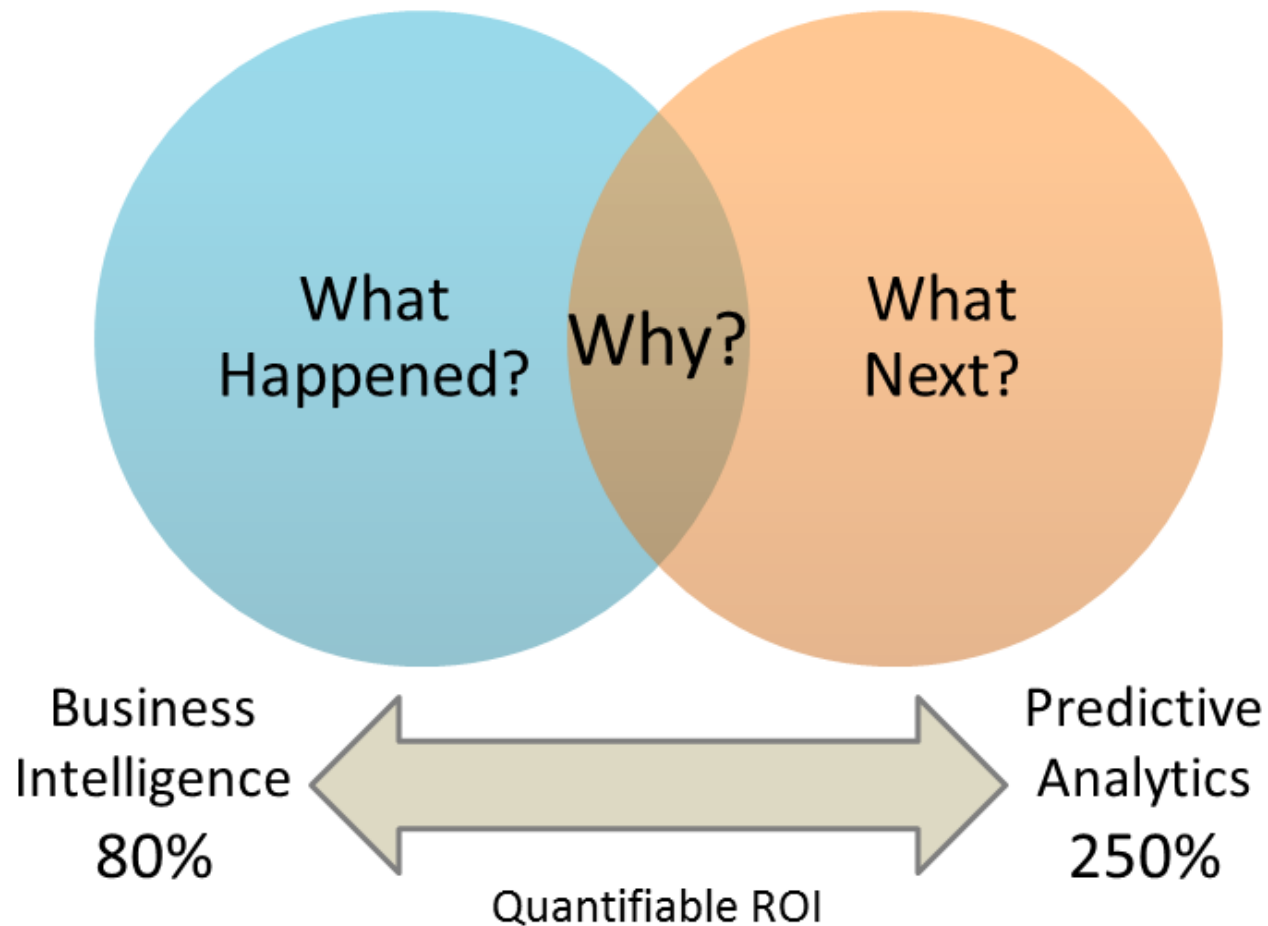 What
Happened?
Why?
What
Next?
Business
Intelligence
80%
Predictive
Analytics
250%
Quantifiable ROI